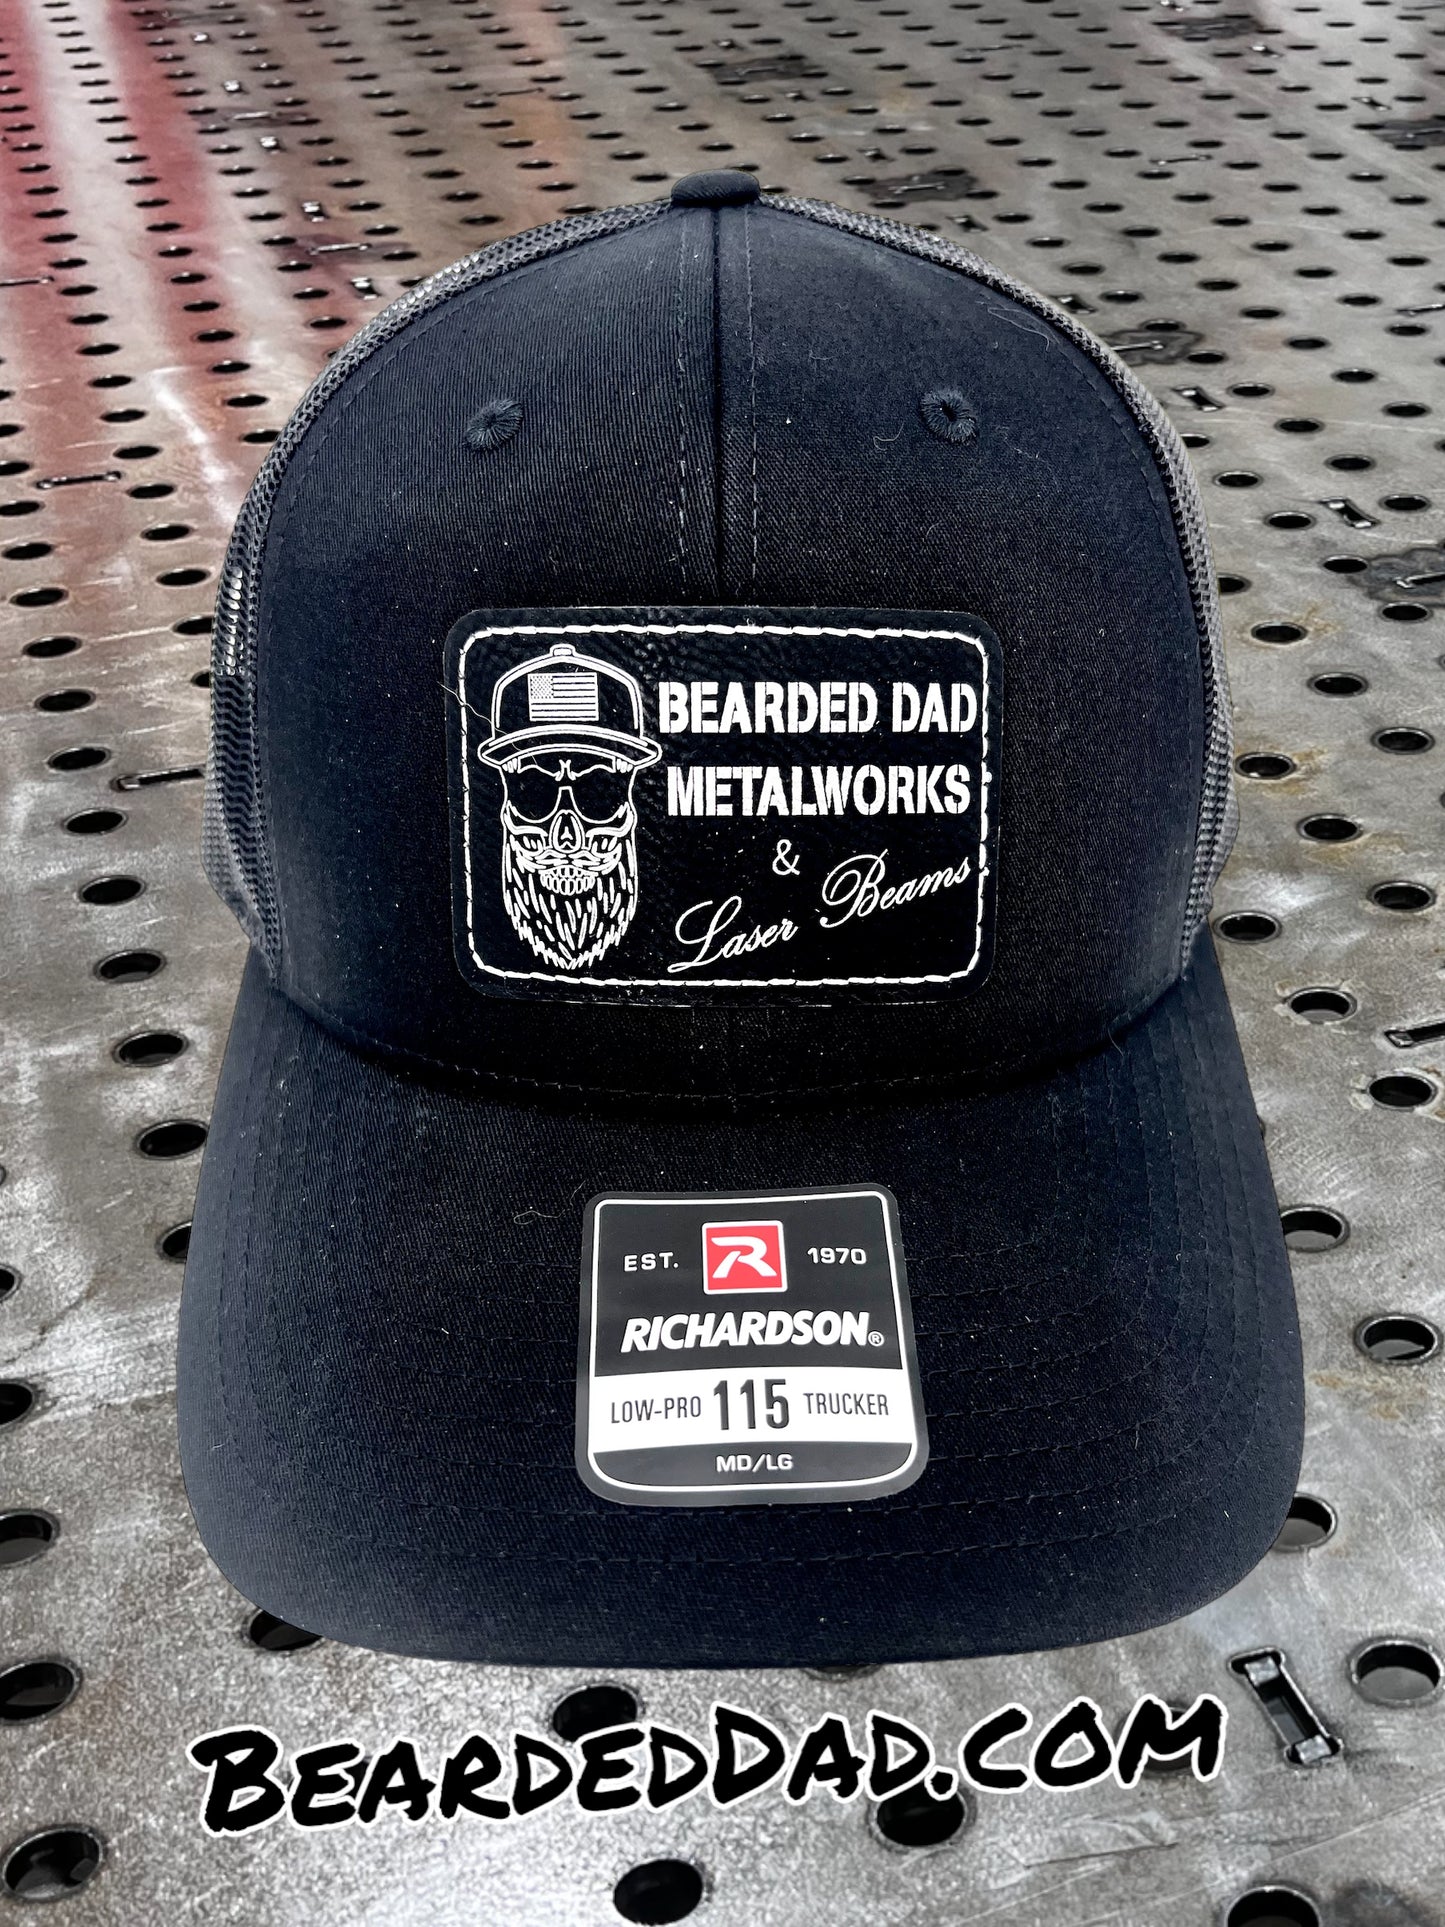 BEARDED DAD
METALWORKS
&
Laser Beams
EST. R 1970
RICHARDSON®
LOW-PRO 115 TRUCKER
MD/LG
BEARDEDDAD.COM